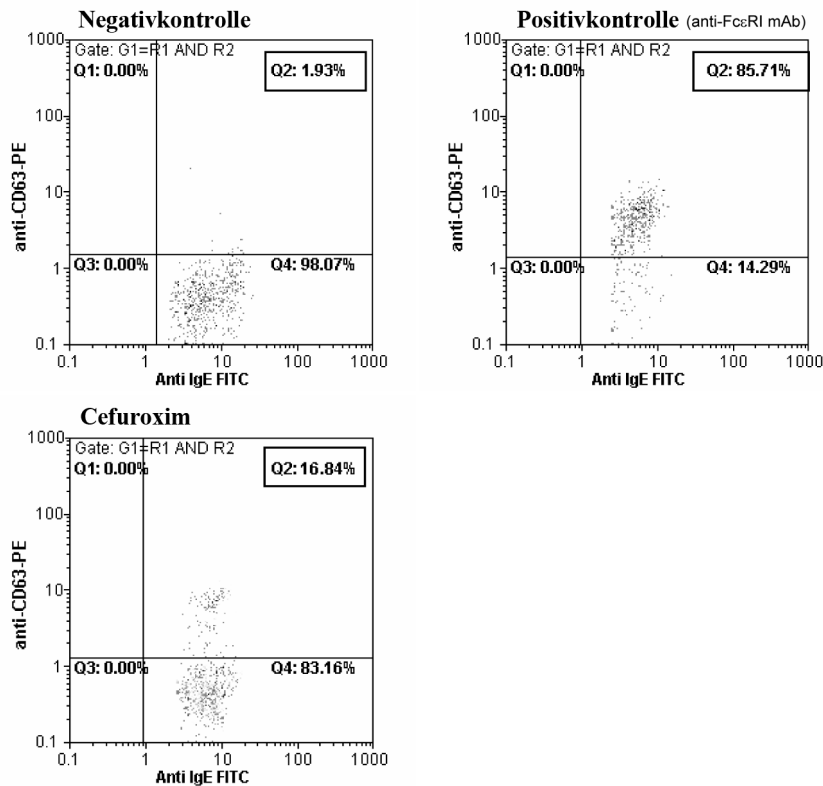 Negativkontrolle
1000
Gate: G1=R1 AND R2
Q1: 0.00%
Q2: 1.93%
100
10
Q3: 0.00%
Q4: 98.07%
1
0.1
0.1 1 10 100 1000
anti-CD63-PE
Anti IgE FITC
Positivkontrolle (anti-FcεRI mAb)
1000
Gate: G1=R1 AND R2
Q1: 0.00%
Q2: 85.71%
100
10
Q3: 0.00%
Q4: 14.29%
1
0.1
0.1 1 10 100 1000
anti-CD63-PE
Anti IgE FITC
Cefuroxim
1000
Gate: G1=R1 AND R2
Q1: 0.00%
Q2: 16.84%
100
10
Q3: 0.00%
Q4: 83.16%
1
0.1
0.1 1 10 100 1000
anti-CD63-PE
Anti IgE FITC